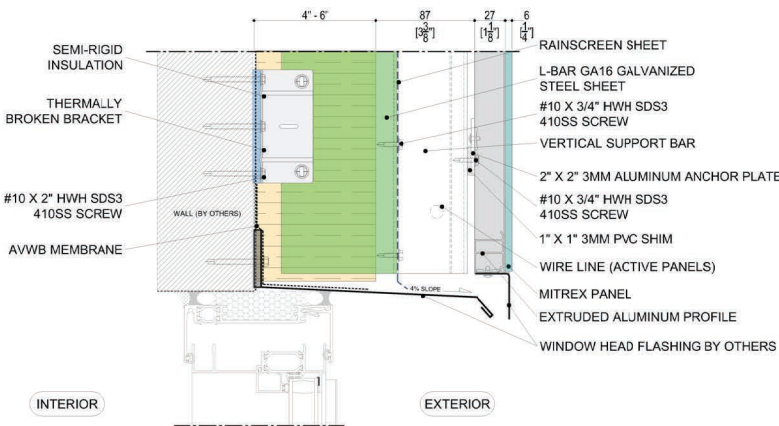 4" - 6"
87
[3 3/8"]
27
[1 1/8"]
6
[1/4"]
SEMI-RIGID
INSULATION
THERMALLY
BROKEN BRACKET
#10 X 2" HWH SDS3
410SS SCREW
WALL (BY OTHERS)
AVWB MEMBRANE
RAINSCREEN SHEET
L-BAR GA16 GALVANIZED
STEEL SHEET
#10 X 3/4" HWH SDS3
410SS SCREW
VERTICAL SUPPORT BAR
2" X 2" 3MM ALUMINUM ANCHOR PLATE
#10 X 3/4" HWH SDS3
410SS SCREW
1" X 1" 3MM PVC SHIM
WIRE LINE (ACTIVE PANELS)
MITREX PANEL
EXTRUDED ALUMINUM PROFILE
WINDOW HEAD FLASHING BY OTHERS
4% SLOPE
INTERIOR
EXTERIOR